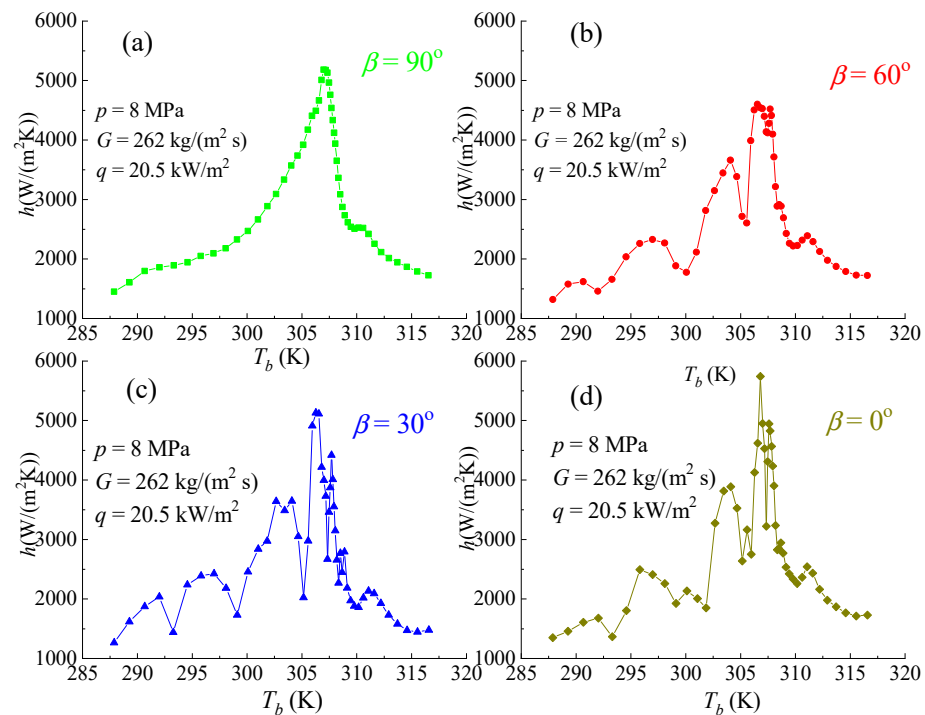 (a)
β = 90°
p = 8 MPa
G = 262 kg/(m² s)
q = 20.5 kW/m²
h(W/(m²K))
6000
5000
4000
3000
2000
1000
285 290 295 300 305 310 315 320
T_b (K)
(b)
β = 60°
p = 8 MPa
G = 262 kg/(m² s)
q = 20.5 kW/m²
h(W/(m²K))
6000
5000
4000
3000
2000
1000
285 290 295 300 305 310 315 320
T_b (K)
(c)
β = 30°
p = 8 MPa
G = 262 kg/(m² s)
q = 20.5 kW/m²
h(W/(m²K))
6000
5000
4000
3000
2000
1000
285 290 295 300 305 310 315 320
T_b (K)
(d)
β = 0°
p = 8 MPa
G = 262 kg/(m² s)
q = 20.5 kW/m²
h(W/(m²K))
6000
5000
4000
3000
2000
1000
285 290 295 300 305 310 315 320
T_b (K)